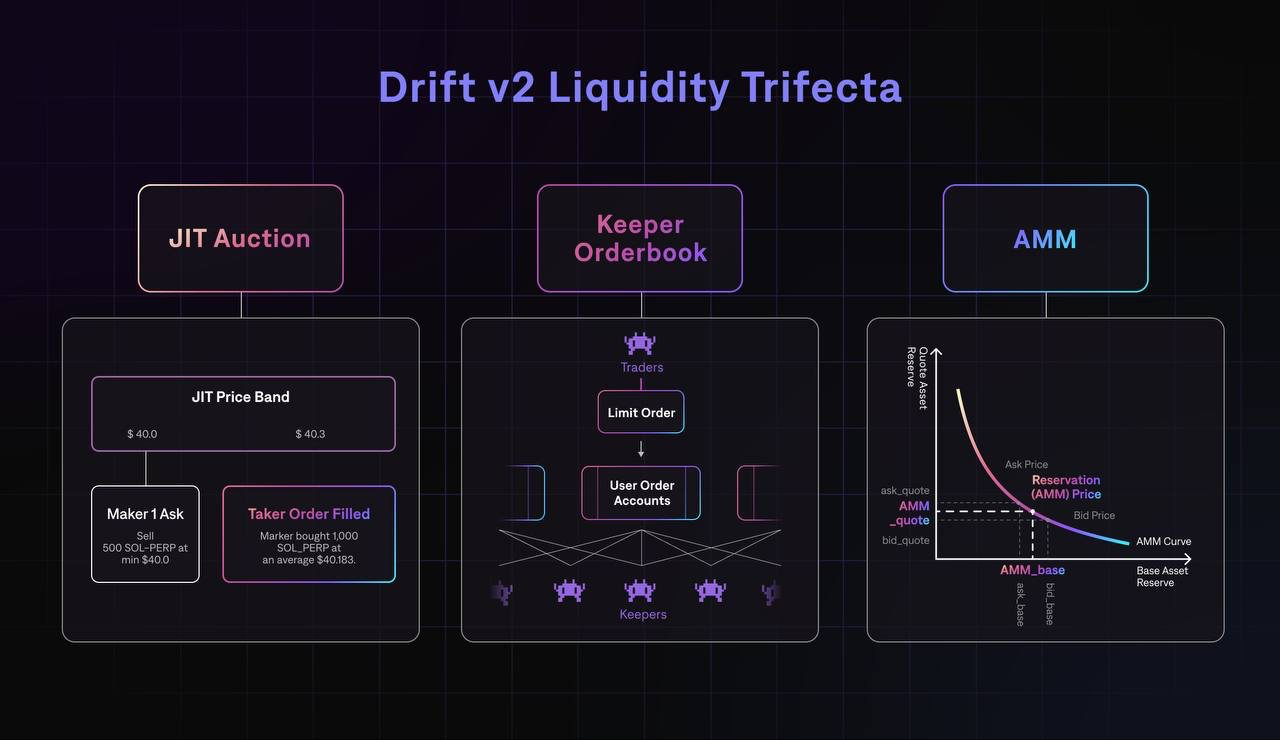 Drift v2 Liquidity Trifecta
JIT Auction
JIT Price Band
$ 40.0
$ 40.3
Maker 1 Ask
Sell
500 SOL-PERP at
min $40.0
Taker Order Filled
Marker bought 1,000
SOL_PERP at
an average $40.183.
Keeper
Orderbook
Traders
Limit Order
User Order
Accounts
Keepers
AMM
Quote Asset
Reserve
Ask Price
Reservation
(AMM) Price
Bid Price
ask_quote
AMM
_quote
bid_quote
AMM Curve
AMM_base
Base Asset
Reserve
ask_base
bid_base